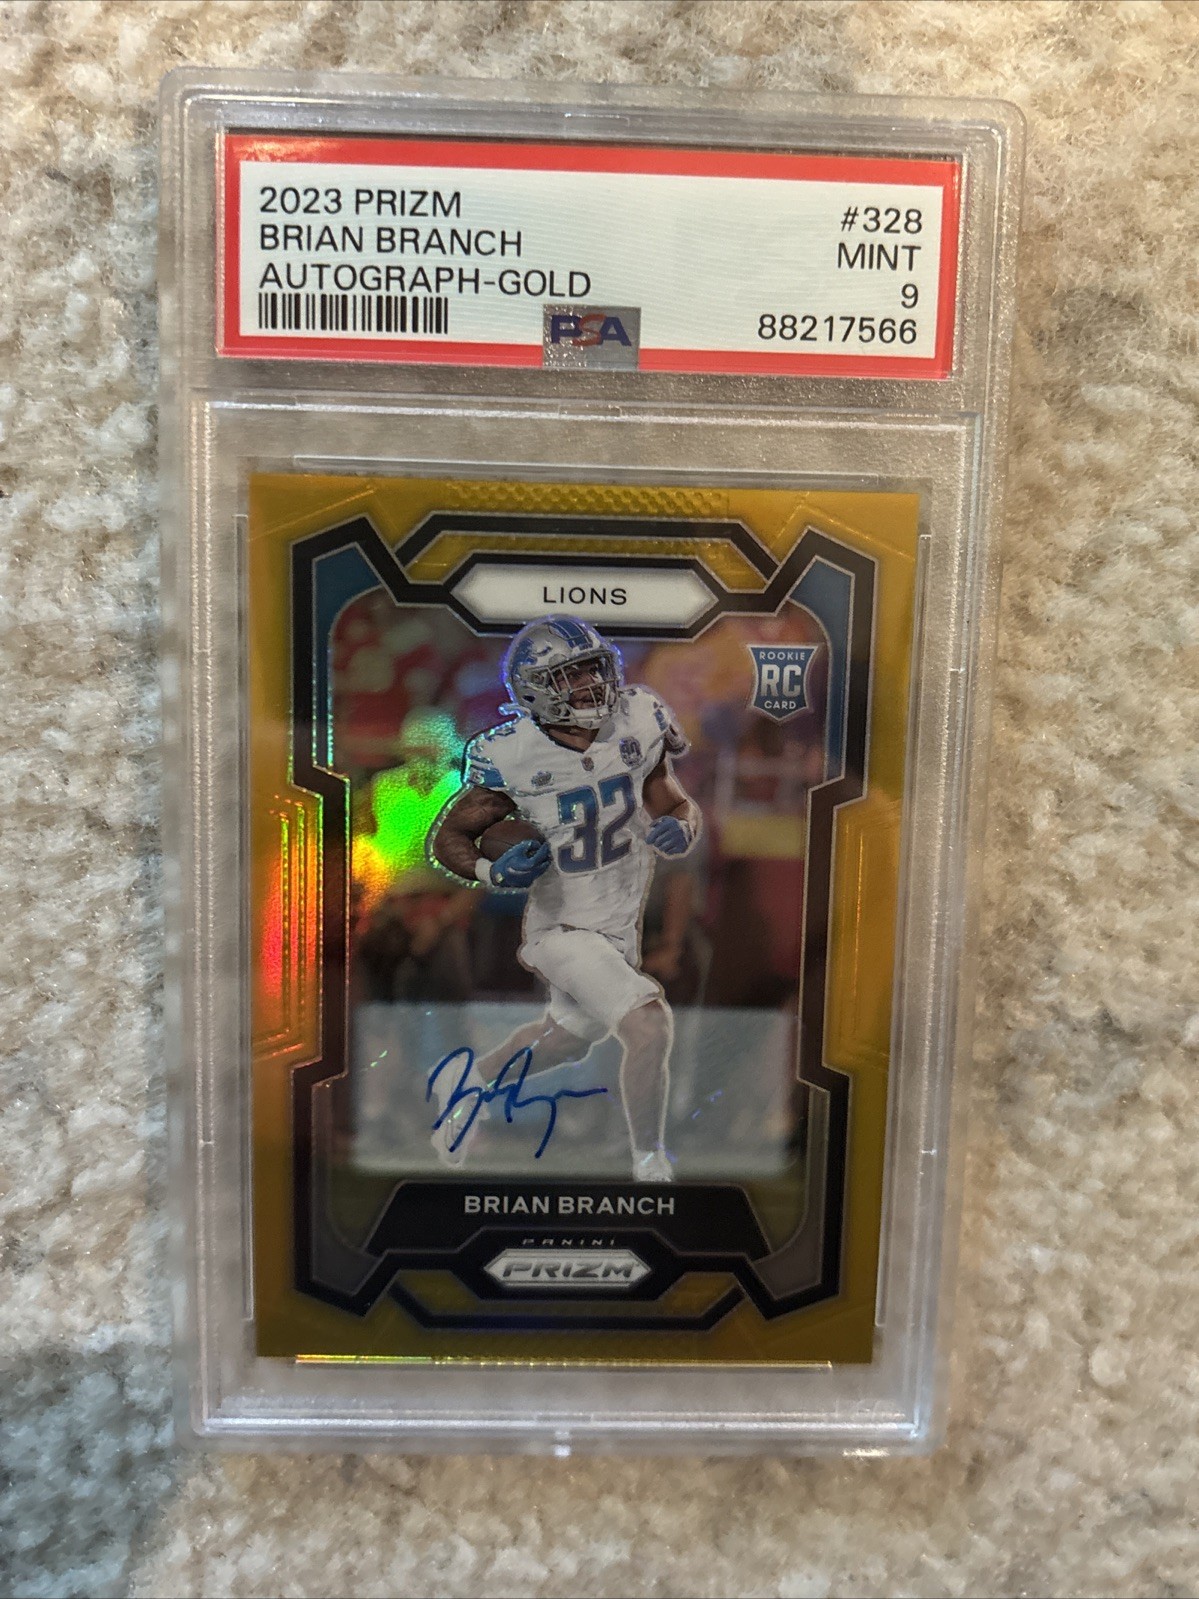 2023 PRIZM
BRIAN BRANCH
AUTOGRAPH-GOLD
#328
MINT
9
88217566
PSA
LIONS
ROOKIE
RC
CARD
32
BRIAN BRANCH
PANINI
PRIZM